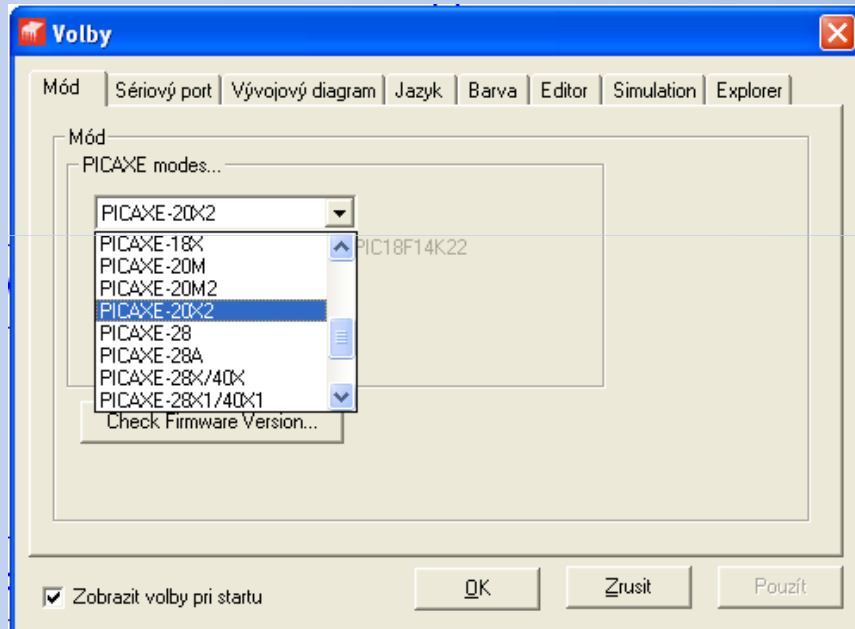 Volby
Mód Sériový port Vývojový diagram Jazyk Barva Editor Simulation Explorer
Mód
PICAXE modes...
PICAXE-20X2
PICAXE-18X
PIC18F14K22
PICAXE-20M
PICAXE-20M2
PICAXE-20X2
PICAXE-28
PICAXE-28A
PICAXE-28X/40X
PICAXE-28X1/40X1
Check Firmware Version...
Zobrazit volby pri startu
OK Zrusit Pouzít